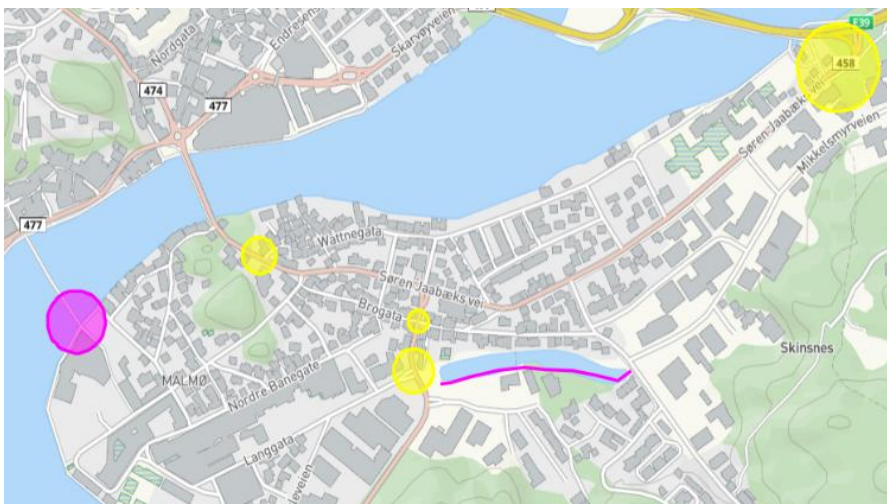 E39
Nordgata
Endresens
Skarvøyveien
458
474
477
Søren Jaabæks vei
Mikkelsmyrveien
477
Wattnegata
Søren Jaabæks vei
Brogata
Skinsnes
MALMØ
Nordre Banegate
Langgata